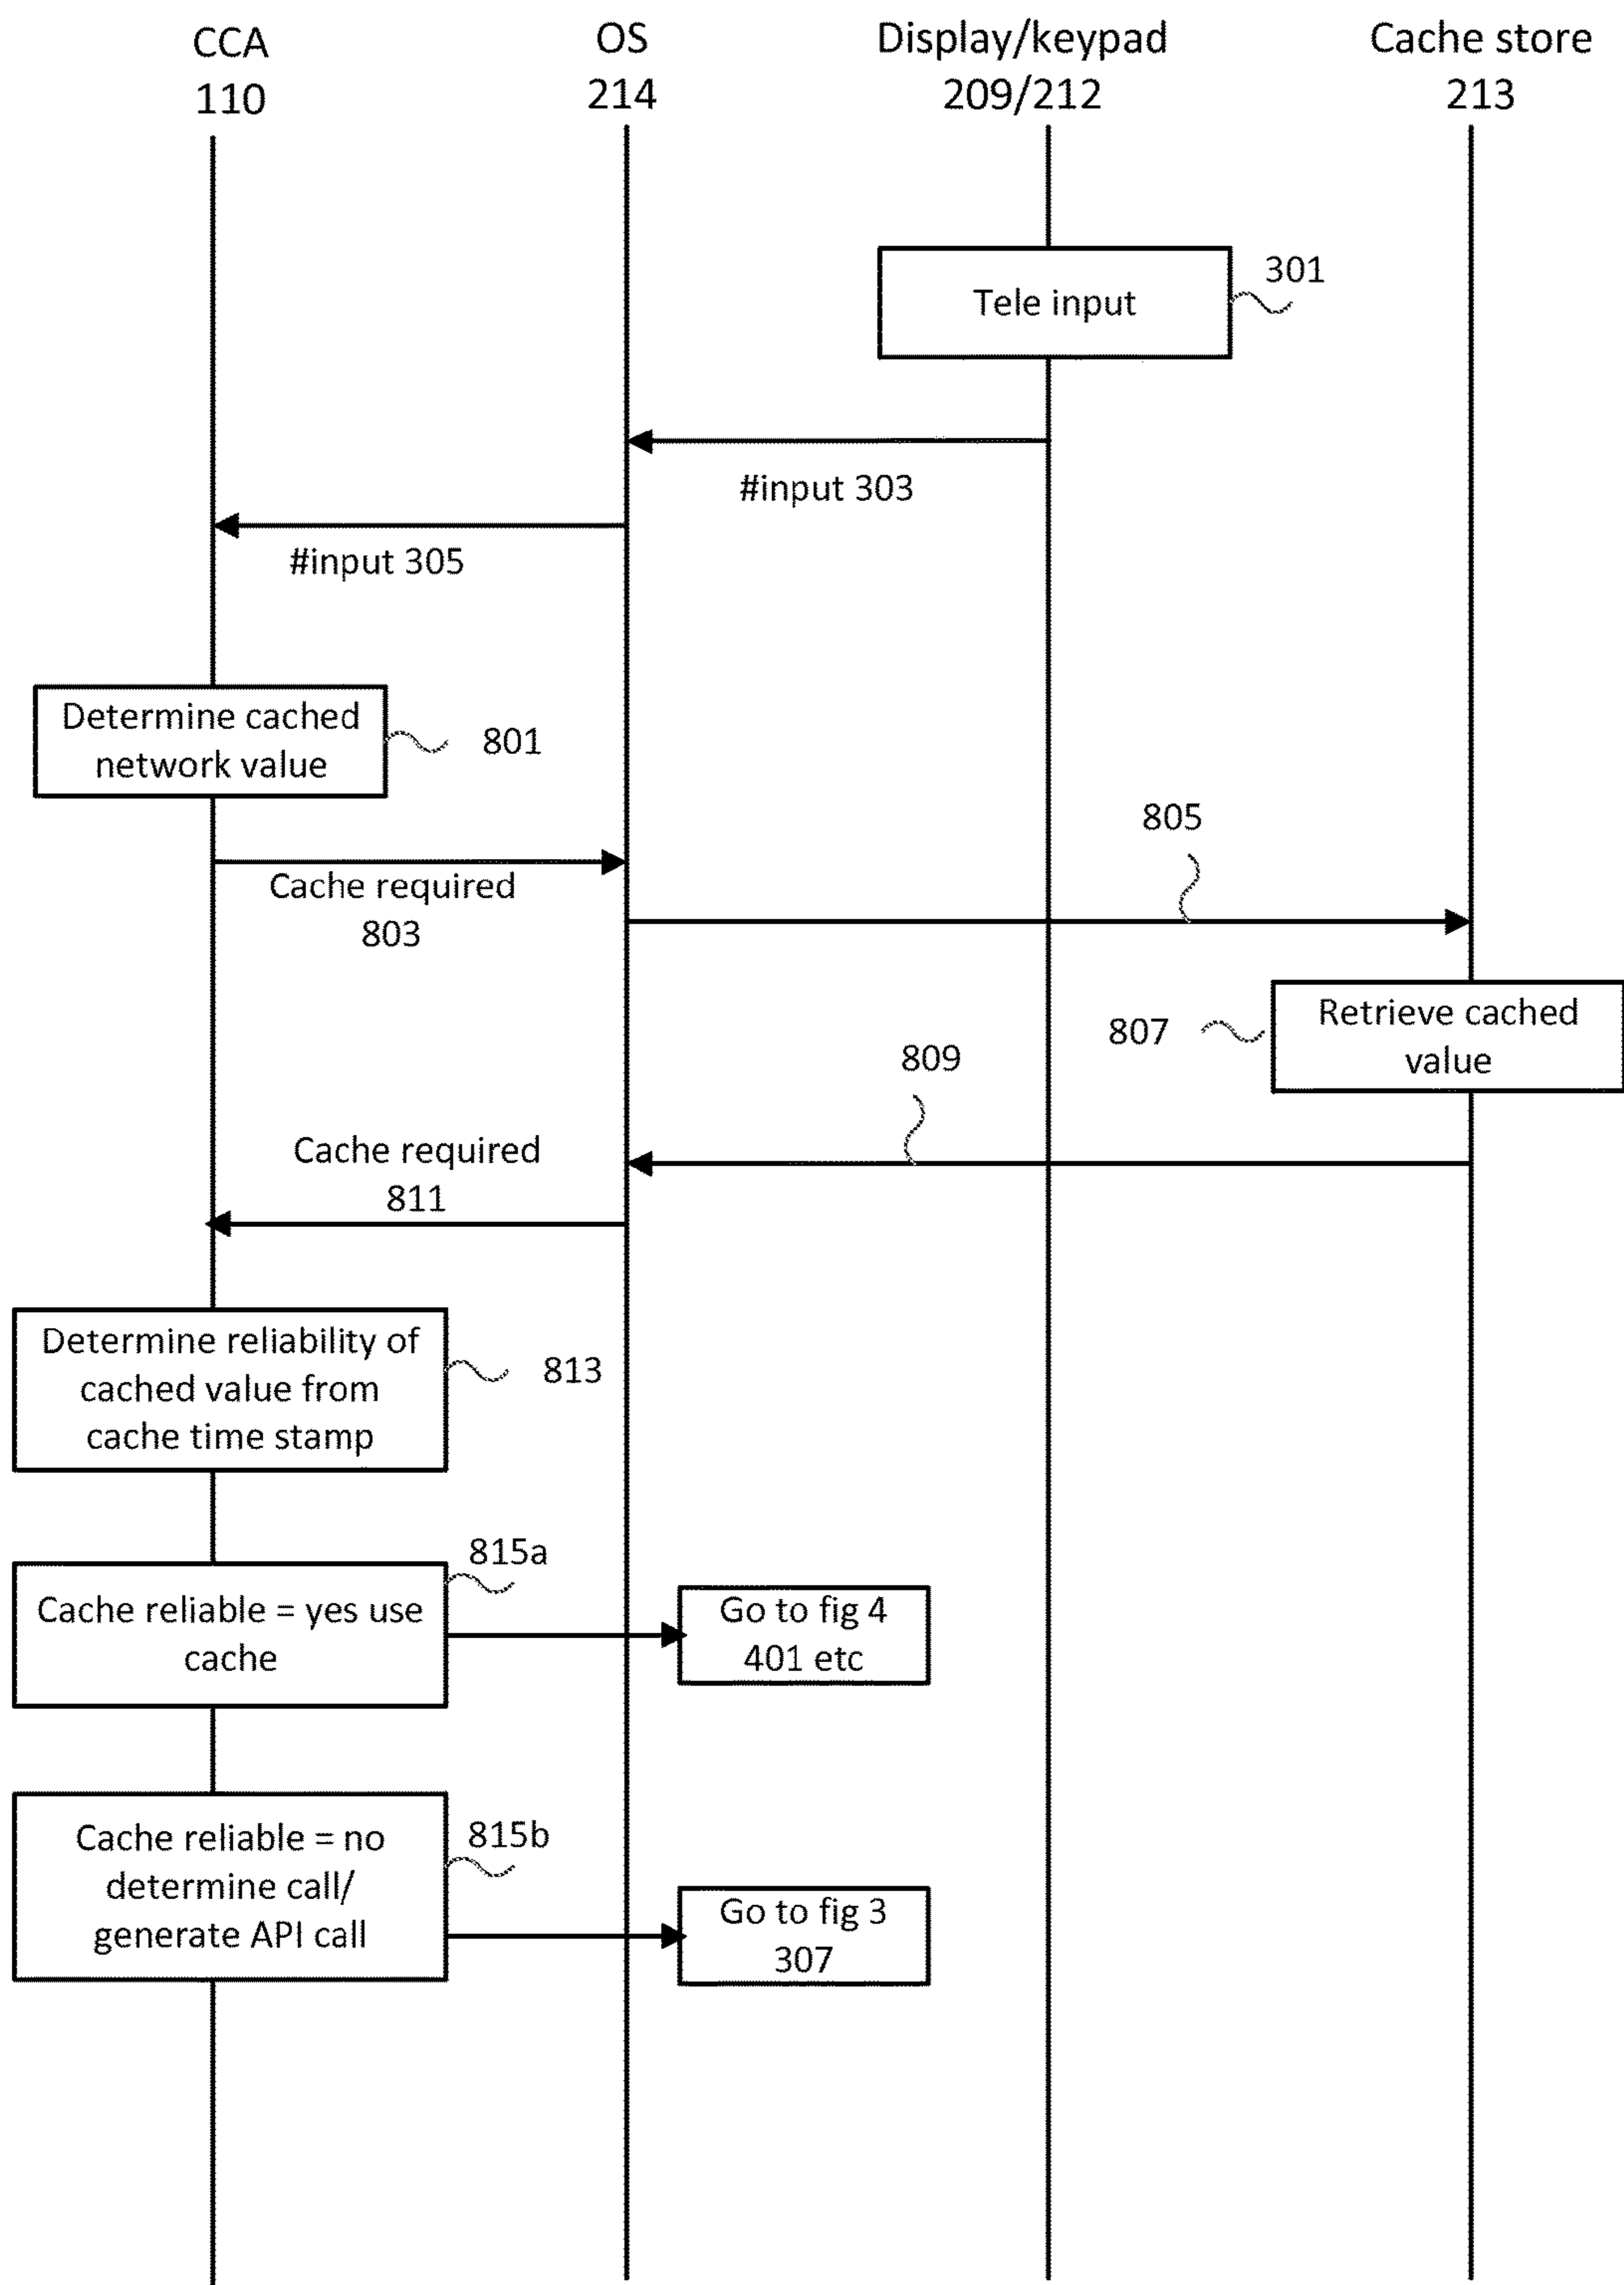 CCA
110
OS
214
Display/keypad
209/212
Cache store
213
Tele input
301
#input 303
#input 305
Determine cached
network value
801
Cache required
803
805
Retrieve cached
value
807
809
Cache required
811
Determine reliability of
cached value from
cache time stamp
813
Cache reliable = yes use
cache
815a
Go to fig 4
401 etc
Cache reliable = no
determine call/
generate API call
815b
Go to fig 3
307